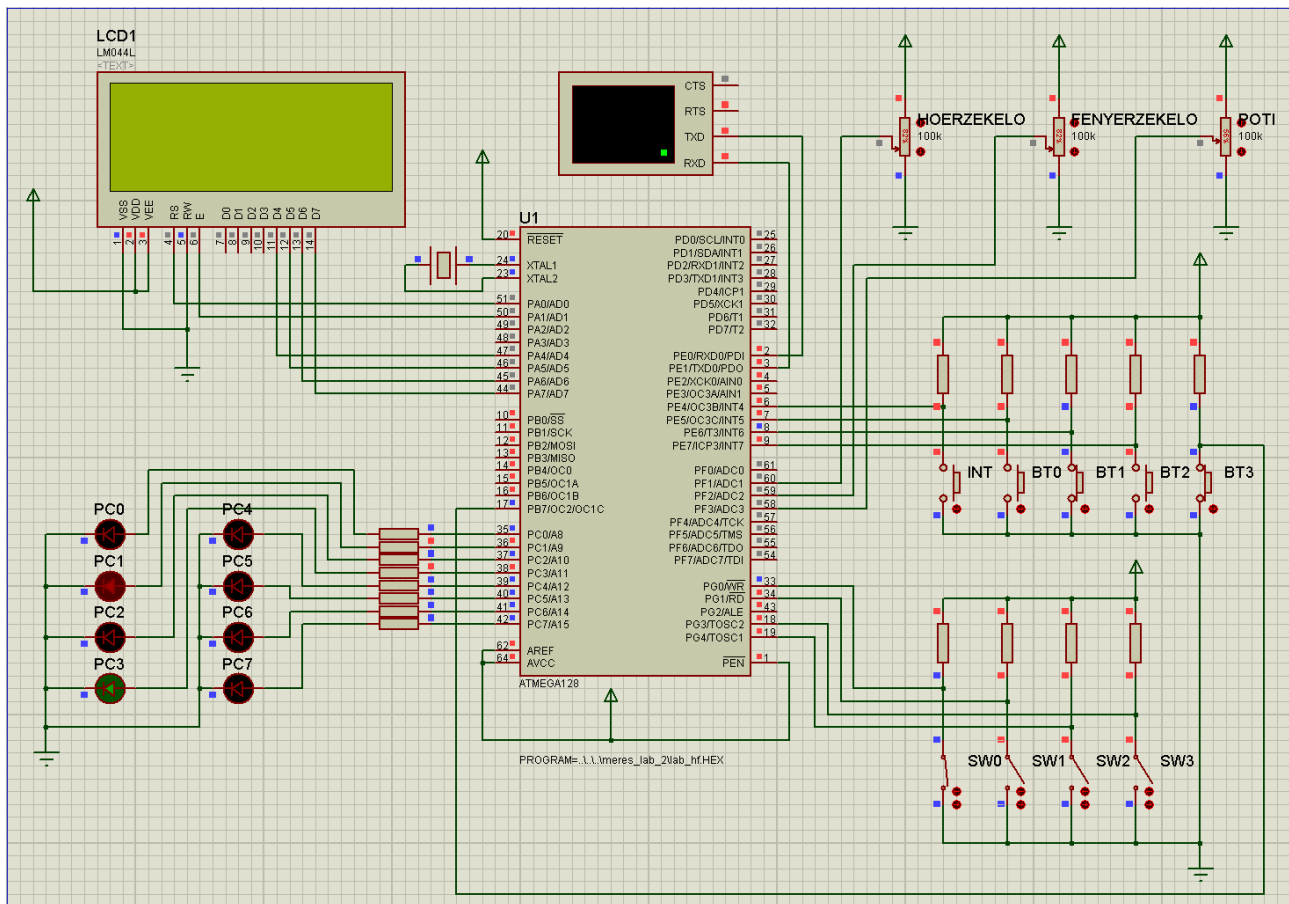 LCD1
LM044L
<TEXT>
VSS
VDD
VEE
RS
RW
E
D0
D1
D2
D3
D4
D5
D6
D7
1
2
3
4
5
6
7
8
9
10
11
12
13
14
CTS
RTS
TXD
RXD
HOERZEKELO
100k
82%
FENYERZEKELO
100k
82%
POTI
100k
56%
U1
20 RESET
24 XTAL1
23 XTAL2
51 PA0/AD0
50 PA1/AD1
49 PA2/AD2
48 PA3/AD3
47 PA4/AD4
46 PA5/AD5
45 PA6/AD6
44 PA7/AD7
10 PB0/SS
11 PB1/SCK
12 PB2/MOSI
13 PB3/MISO
14 PB4/OC0
15 PB5/OC1A
16 PB6/OC1B
17 PB7/OC2/OC1C
35 PC0/A8
36 PC1/A9
37 PC2/A10
38 PC3/A11
39 PC4/A12
40 PC5/A13
41 PC6/A14
42 PC7/A15
62 AREF
64 AVCC
PD0/SCL/INT0 25
PD1/SDA/INT1 26
PD2/RXD1/INT2 27
PD3/TXD1/INT3 28
PD4/ICP1 29
PD5/XCK1 30
PD6/T1 31
PD7/T2 32
PE0/RXD0/PDI 2
PE1/TXD0/PDO 3
PE2/XCK0/AIN0 4
PE3/OC3A/AIN1 5
PE4/OC3B/INT4 6
PE5/OC3C/INT5 7
PE6/T3/INT6 8
PE7/ICP3/INT7 9
PF0/ADC0 61
PF1/ADC1 60
PF2/ADC2 59
PF3/ADC3 58
PF4/ADC4/TCK 57
PF5/ADC5/TMS 56
PF6/ADC6/TDO 55
PF7/ADC7/TDI 54
PG0/WR 33
PG1/RD 34
PG2/ALE 43
PG3/TOSC2 18
PG4/TOSC1 19
PEN 1
ATMEGA128
PROGRAM=..\..\..\meres_lab_2\lab_hf.HEX
PC0
PC1
PC2
PC3
PC4
PC5
PC6
PC7
INT
BT0
BT1
BT2
BT3
SW0
SW1
SW2
SW3